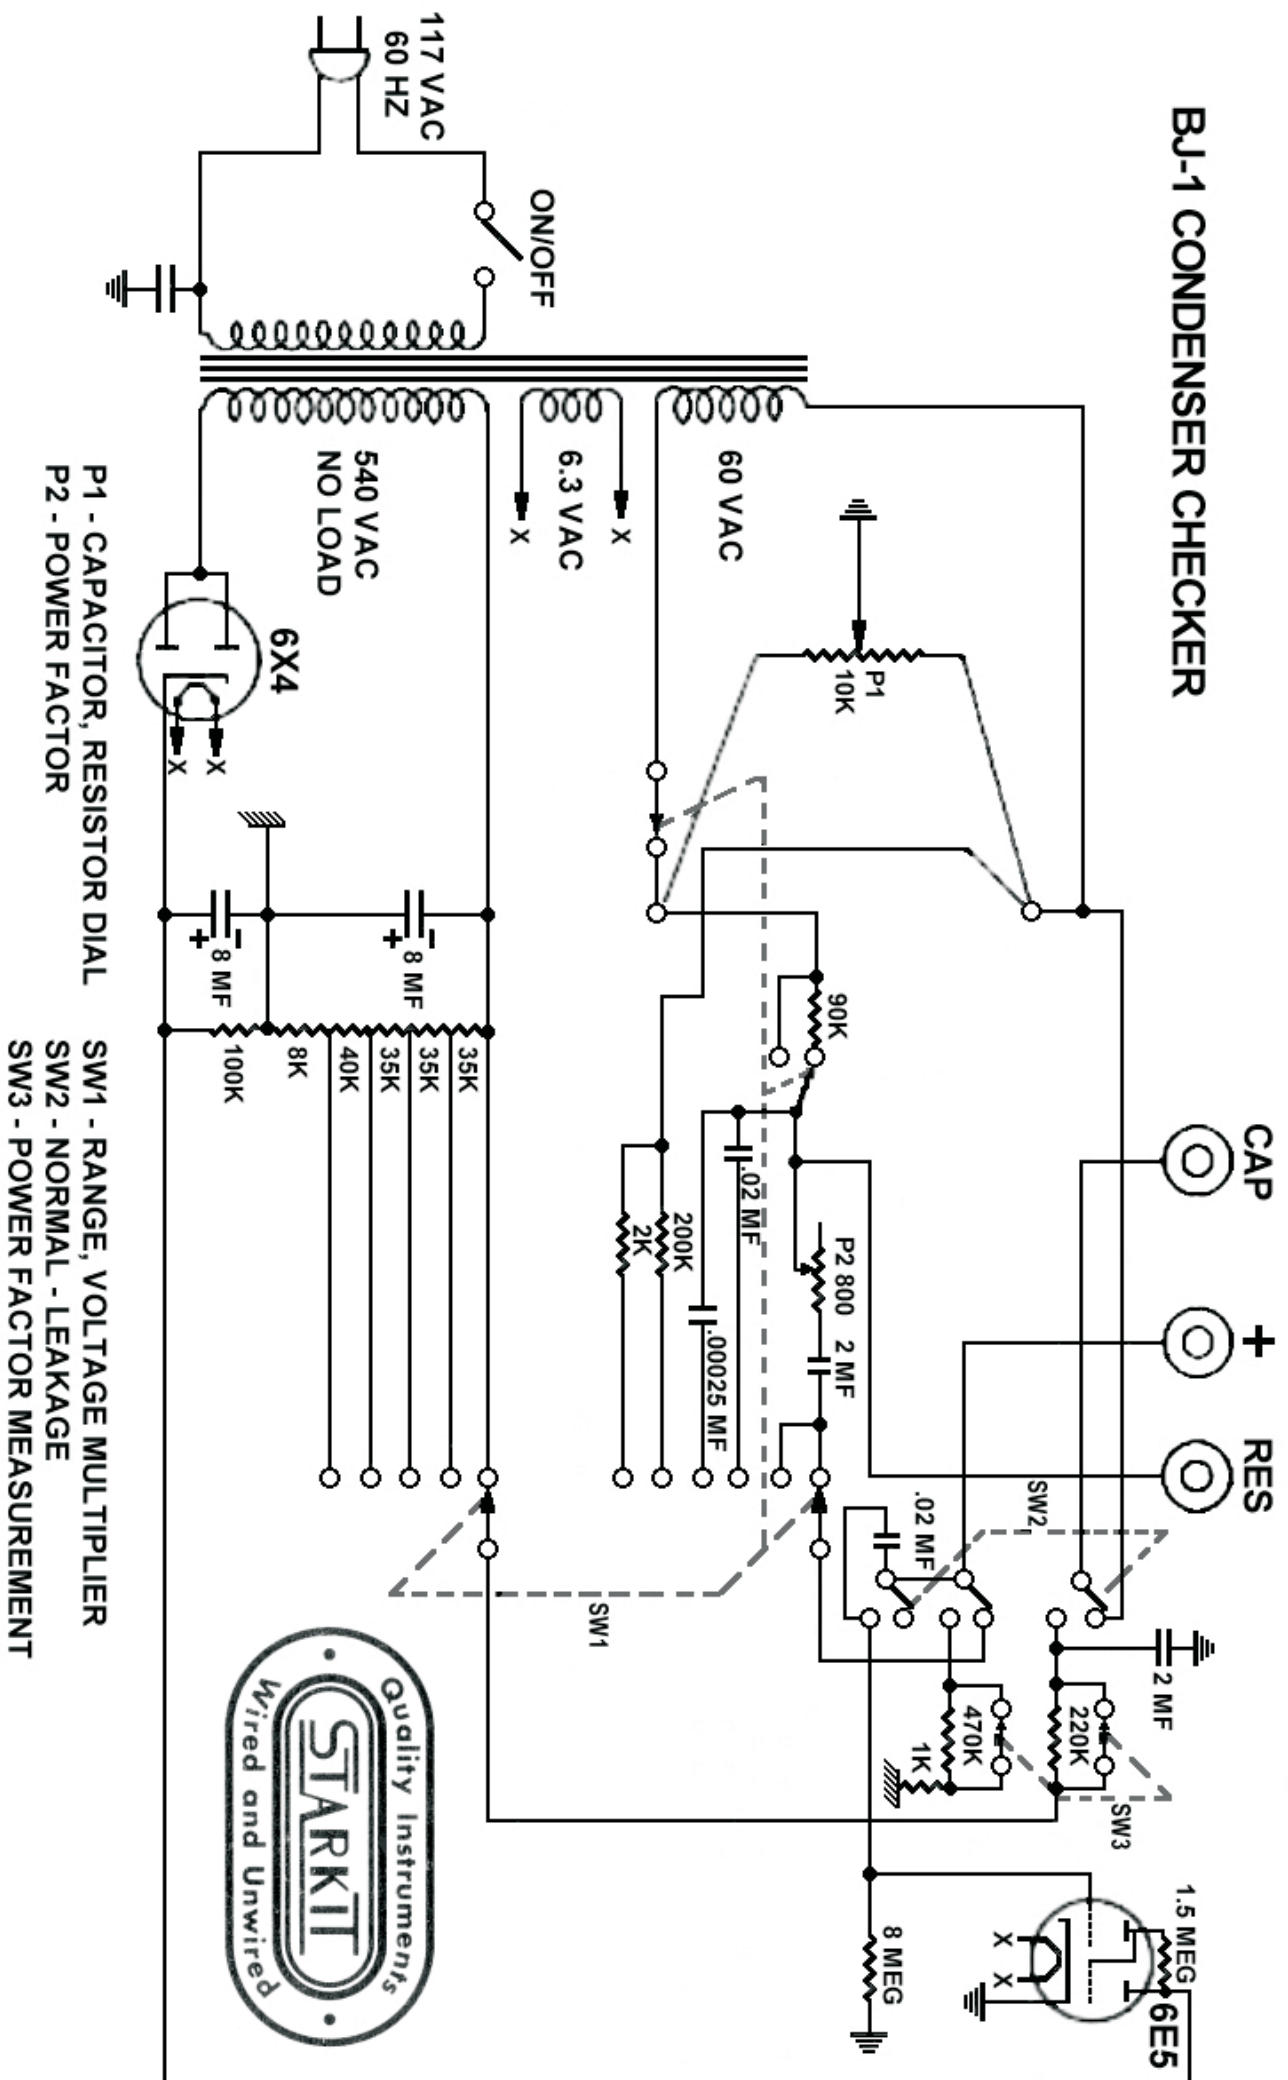 BJ-1 CONDENSER CHECKER
CAP
+
RES
117 VAC
60 HZ
ON/OFF
60 VAC
6.3 VAC
X
X
540 VAC
NO LOAD
6X4
X
X
P1
10K
90K
P2 800
2 MF
.02 MF
.00025 MF
200K
2K
.02 MF
SW2
SW1
2 MF
220K
SW3
470K
1K
8 MEG
1.5 MEG
6E5
X
X
+
-
8 MF
+
-
8 MF
35K
35K
35K
40K
8K
100K
P1 - CAPACITOR, RESISTOR DIAL
P2 - POWER FACTOR
SW1 - RANGE, VOLTAGE MULTIPLIER
SW2 - NORMAL - LEAKAGE
SW3 - POWER FACTOR MEASUREMENT
Quality Instruments
STARKIT
Wired and Unwired